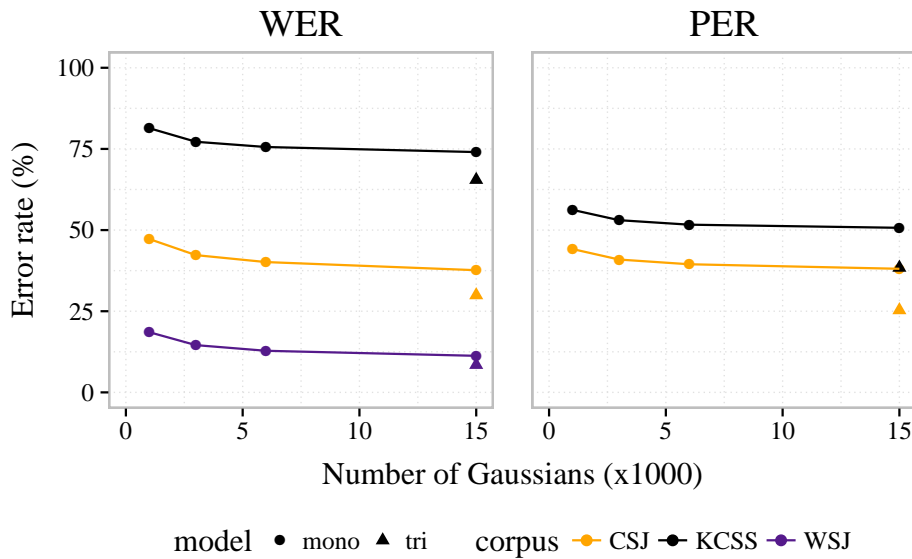 WER
PER
100
75
50
25
0
Error rate (%)
0 5 10 15
0 5 10 15
Number of Gaussians (x1000)
model mono tri corpus CSJ KCSS WSJ